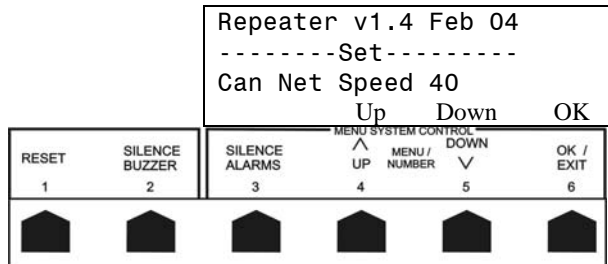 Repeater v1.4 Feb 04
--------Set---------
Can Net Speed 40
Up Down OK
MENU SYSTEM CONTROL
RESET SILENCE BUZZER SILENCE ALARMS ∧ UP MENU / NUMBER DOWN ∨ OK / EXIT
1 2 3 4 5 6